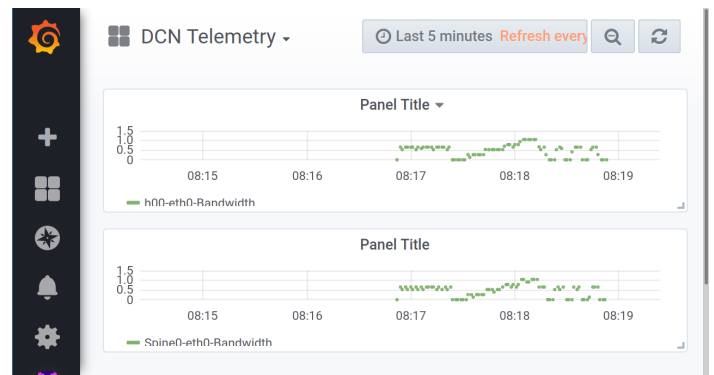 DCN Telemetry
Last 5 minutes Refresh every
Panel Title
1.5
1.0
0.5
0
08:15 08:16 08:17 08:18 08:19
h00-eth0-Bandwidth
Panel Title
1.5
1.0
0.5
0
08:15 08:16 08:17 08:18 08:19
Spine0-eth0-Bandwidth